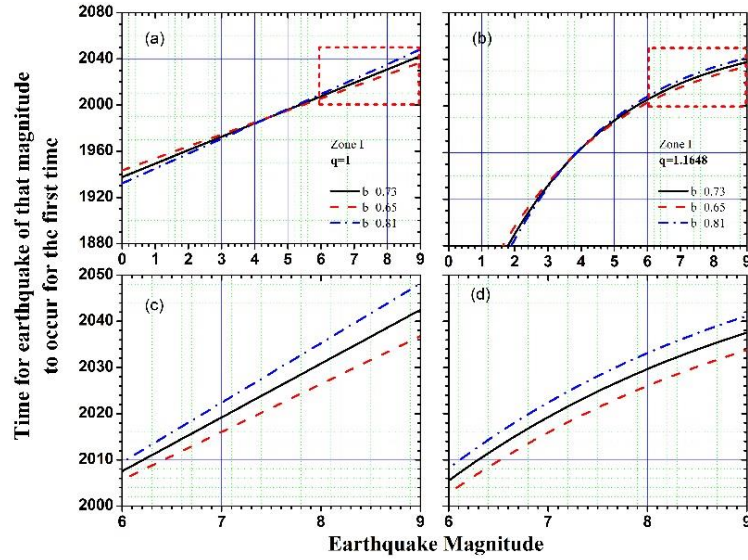 Time for earthquake of that magnitude
to occur for the first time
(a)
2080
2040
2000
1960
1920
1880
Zone I
q=1
b 0.73
b 0.65
b 0.81
0 1 2 3 4 5 6 7 8 9
(b)
Zone I
q=1.1648
b 0.73
b 0.65
b 0.81
0 1 2 3 4 5 6 7 8 9
(c)
2050
2040
2030
2020
2010
2000
6 7 8 9
(d)
6 7 8 9
Earthquake Magnitude